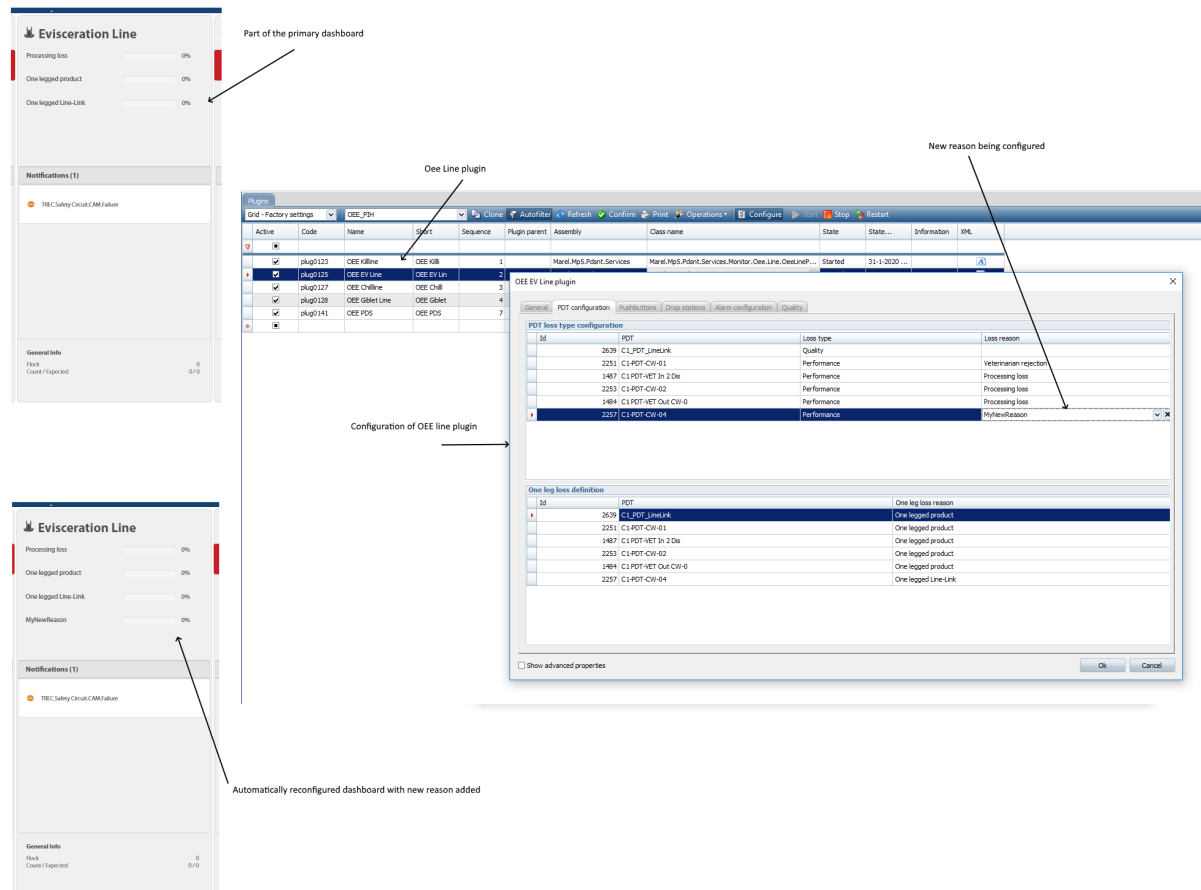 Evisceration Line
Processing loss 0%
One legged product 0%
One legged Line-Link 0%
Notifications (1)
TREC.Safety Circuit.CAM.Failure
General Info
Flock 0
Count / Expected 0 / 0
Part of the primary dashboard
Oee Line plugin
New reason being configured
Configuration of OEE line plugin
Plugins
Grid - Factory settings OEE_PIH Clone Autofilter Refresh Confirm Print Operations Configure Start Stop Restart
Active Code Name Short Sequence Plugin parent Assembly Class name State State... Information XML
plug0123 OEE Killine OEE Killi 1 Marel.Mp5.Pdsnt.Services Marel.Mp5.Pdsnt.Services.Monitor.Oee.Line.OeeLineP... Started 31-1-2020 ...
plug0125 OEE EV Line OEE EV Lin 2
plug0127 OEE Chillline OEE Chill 3
plug0128 OEE Giblet Line OEE Giblet 4
plug0141 OEE PDS OEE PDS 7
OEE EV Line plugin
General PDT configuration Pushbuttons Drop stations Alarm configuration Quality
PDT loss type configuration
Id PDT Loss type Loss reason
2639 C1_PDT_LineLink Quality
2251 C1-PDT-CW-01 Performance Veterinarian rejection
1487 C1 PDT-VET In 2 Dis Performance Processing loss
2253 C1-PDT-CW-02 Performance Processing loss
1484 C1 PDT-VET Out CW-0 Performance Processing loss
2257 C1-PDT-CW-04 Performance MyNewReason
One leg loss definition
Id PDT One leg loss reason
2639 C1_PDT_LineLink One legged product
2251 C1-PDT-CW-01 One legged product
1487 C1 PDT-VET In 2 Dis One legged product
2253 C1-PDT-CW-02 One legged product
1484 C1 PDT-VET Out CW-0 One legged product
2257 C1-PDT-CW-04 One legged Line-Link
Show advanced properties Ok Cancel
Evisceration Line
Processing loss 0%
One legged product 0%
One legged Line-Link 0%
MyNewReason 0%
Notifications (1)
TREC.Safety Circuit.CAM.Failure
Automatically reconfigured dashboard with new reason added
General Info
Flock 0
Count / Expected 0 / 0